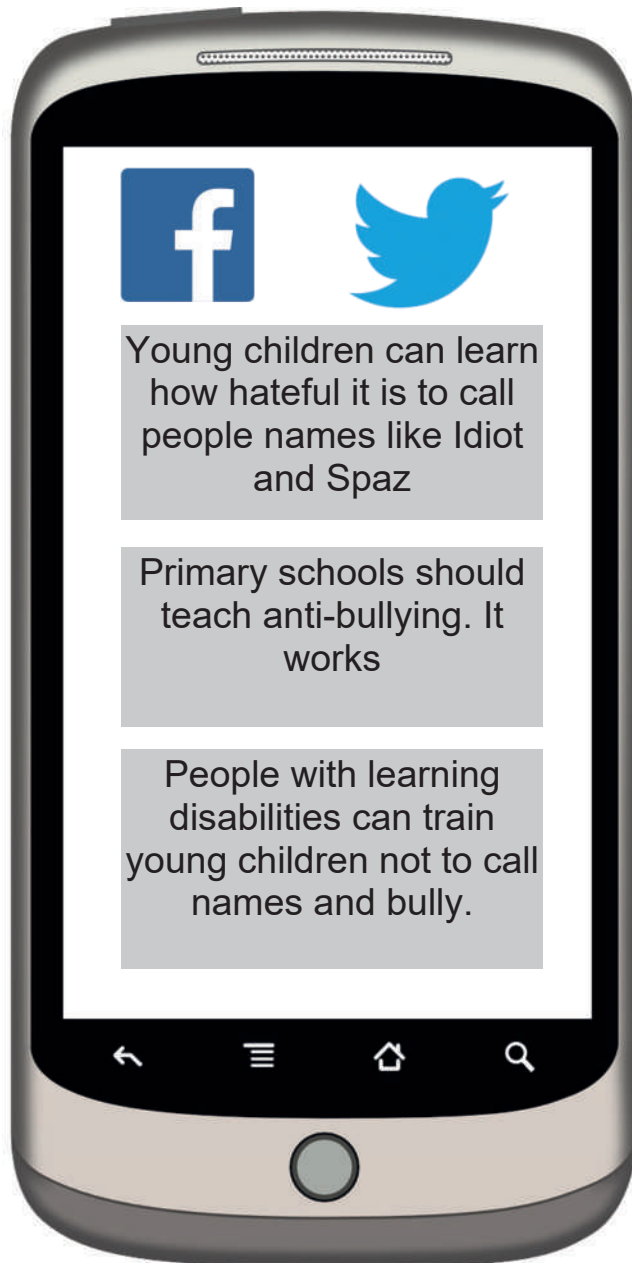 Young children can learn
how hateful it is to call
people names like Idiot
and Spaz
Primary schools should
teach anti-bullying. It
works
People with learning
disabilities can train
young children not to call
names and bully.